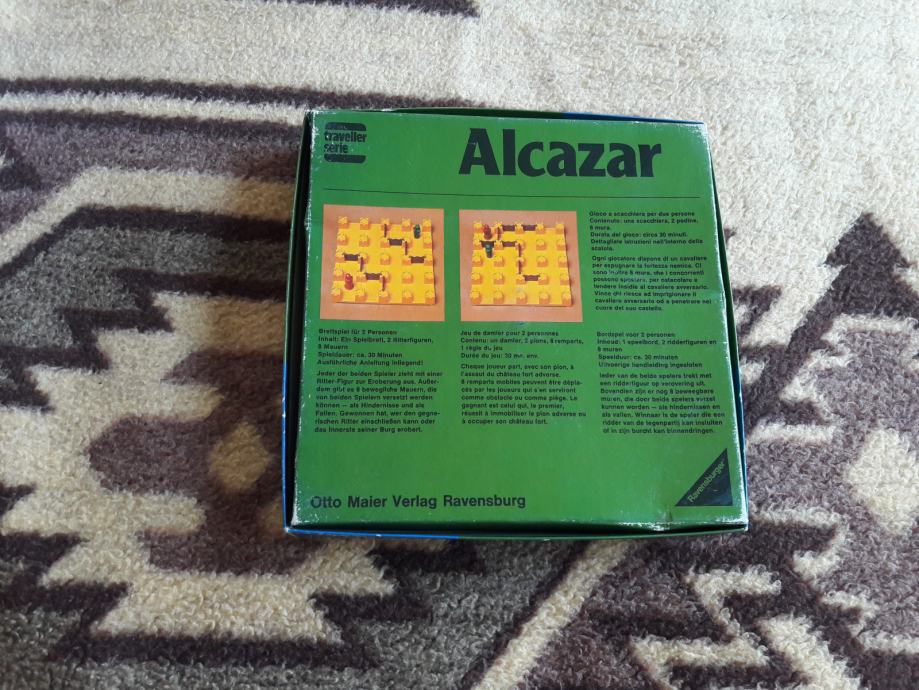 traveller
serie
Alcazar
Gioco a scacchiera per due persone
Contenuto: una scacchiera, 2 pedine,
8 mura.
Durata del gioco: circa 30 minuti.
Dettagliate istruzioni nell'interno della
scatola.
Ogni giocatore dispone di un cavaliere
per espugnare la fortezza nemica. Ci
sono inoltre 8 mura, che i concorrenti
possono spostare, per ostacolare e
tendere insidie al cavaliere avversario.
Vince chi riesce ad imprigionare il
cavaliere avversario od a penetrare nel
cuore del suo castello.
Brettspiel für 2 Personen
Inhalt: Ein Spielbrett, 2 Ritterfiguren,
8 Mauern
Spieldauer: ca. 30 Minuten
Ausführliche Anleitung inliegend!
Jeder der beiden Spieler zieht mit einer
Ritter-Figur zur Eroberung aus. Außer-
dem gibt es 8 bewegliche Mauern, die
von beiden Spielern versetzt werden
können — als Hindernisse und als
Fallen. Gewonnen hat, wer den gegne-
rischen Ritter einschließen kann oder
das Innerste seiner Burg erobert.
Jeu de damier pour 2 personnes
Contenu: un damier, 2 pions, 8 remparts,
1 règle du jeu
Durée du jeu: 30 mn. env.
Chaque joueur part, avec son pion, à
l'assaut du château fort adverse.
8 remparts mobiles peuvent être dépla-
cés par les joueurs qui s'en serviront
comme obstacle ou comme piège. Le
gagnant est celui qui, le premier,
réussit à immobiliser le pion adverse ou
à occuper son château fort.
Bordspel voor 2 personen
Inhoud: 1 speelbord, 2 ridderfiguren en
8 muren
Speelduur: ca. 30 minuten
Uitvoerige handleiding ingesloten
Ieder van de beide spelers trekt met
een ridderfiguur op verovering uit.
Bovendien zijn er nog 8 beweegbare
muren, die door beide spelers verzet
kunnen worden — als hindernissen en
als vallen. Winnaar is de speler die een
ridder van de tegenpartij kan insluiten
of in zijn burcht kan binnendringen.
Otto Maier Verlag Ravensburg
Ravensburger